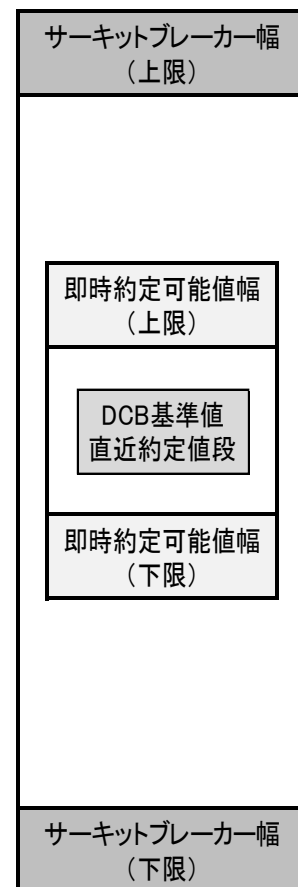 サーキットブレーカー幅
（上限）
即時約定可能値幅
（上限）
DCB基準値
直近約定値段
即時約定可能値幅
（下限）
サーキットブレーカー幅
（下限）